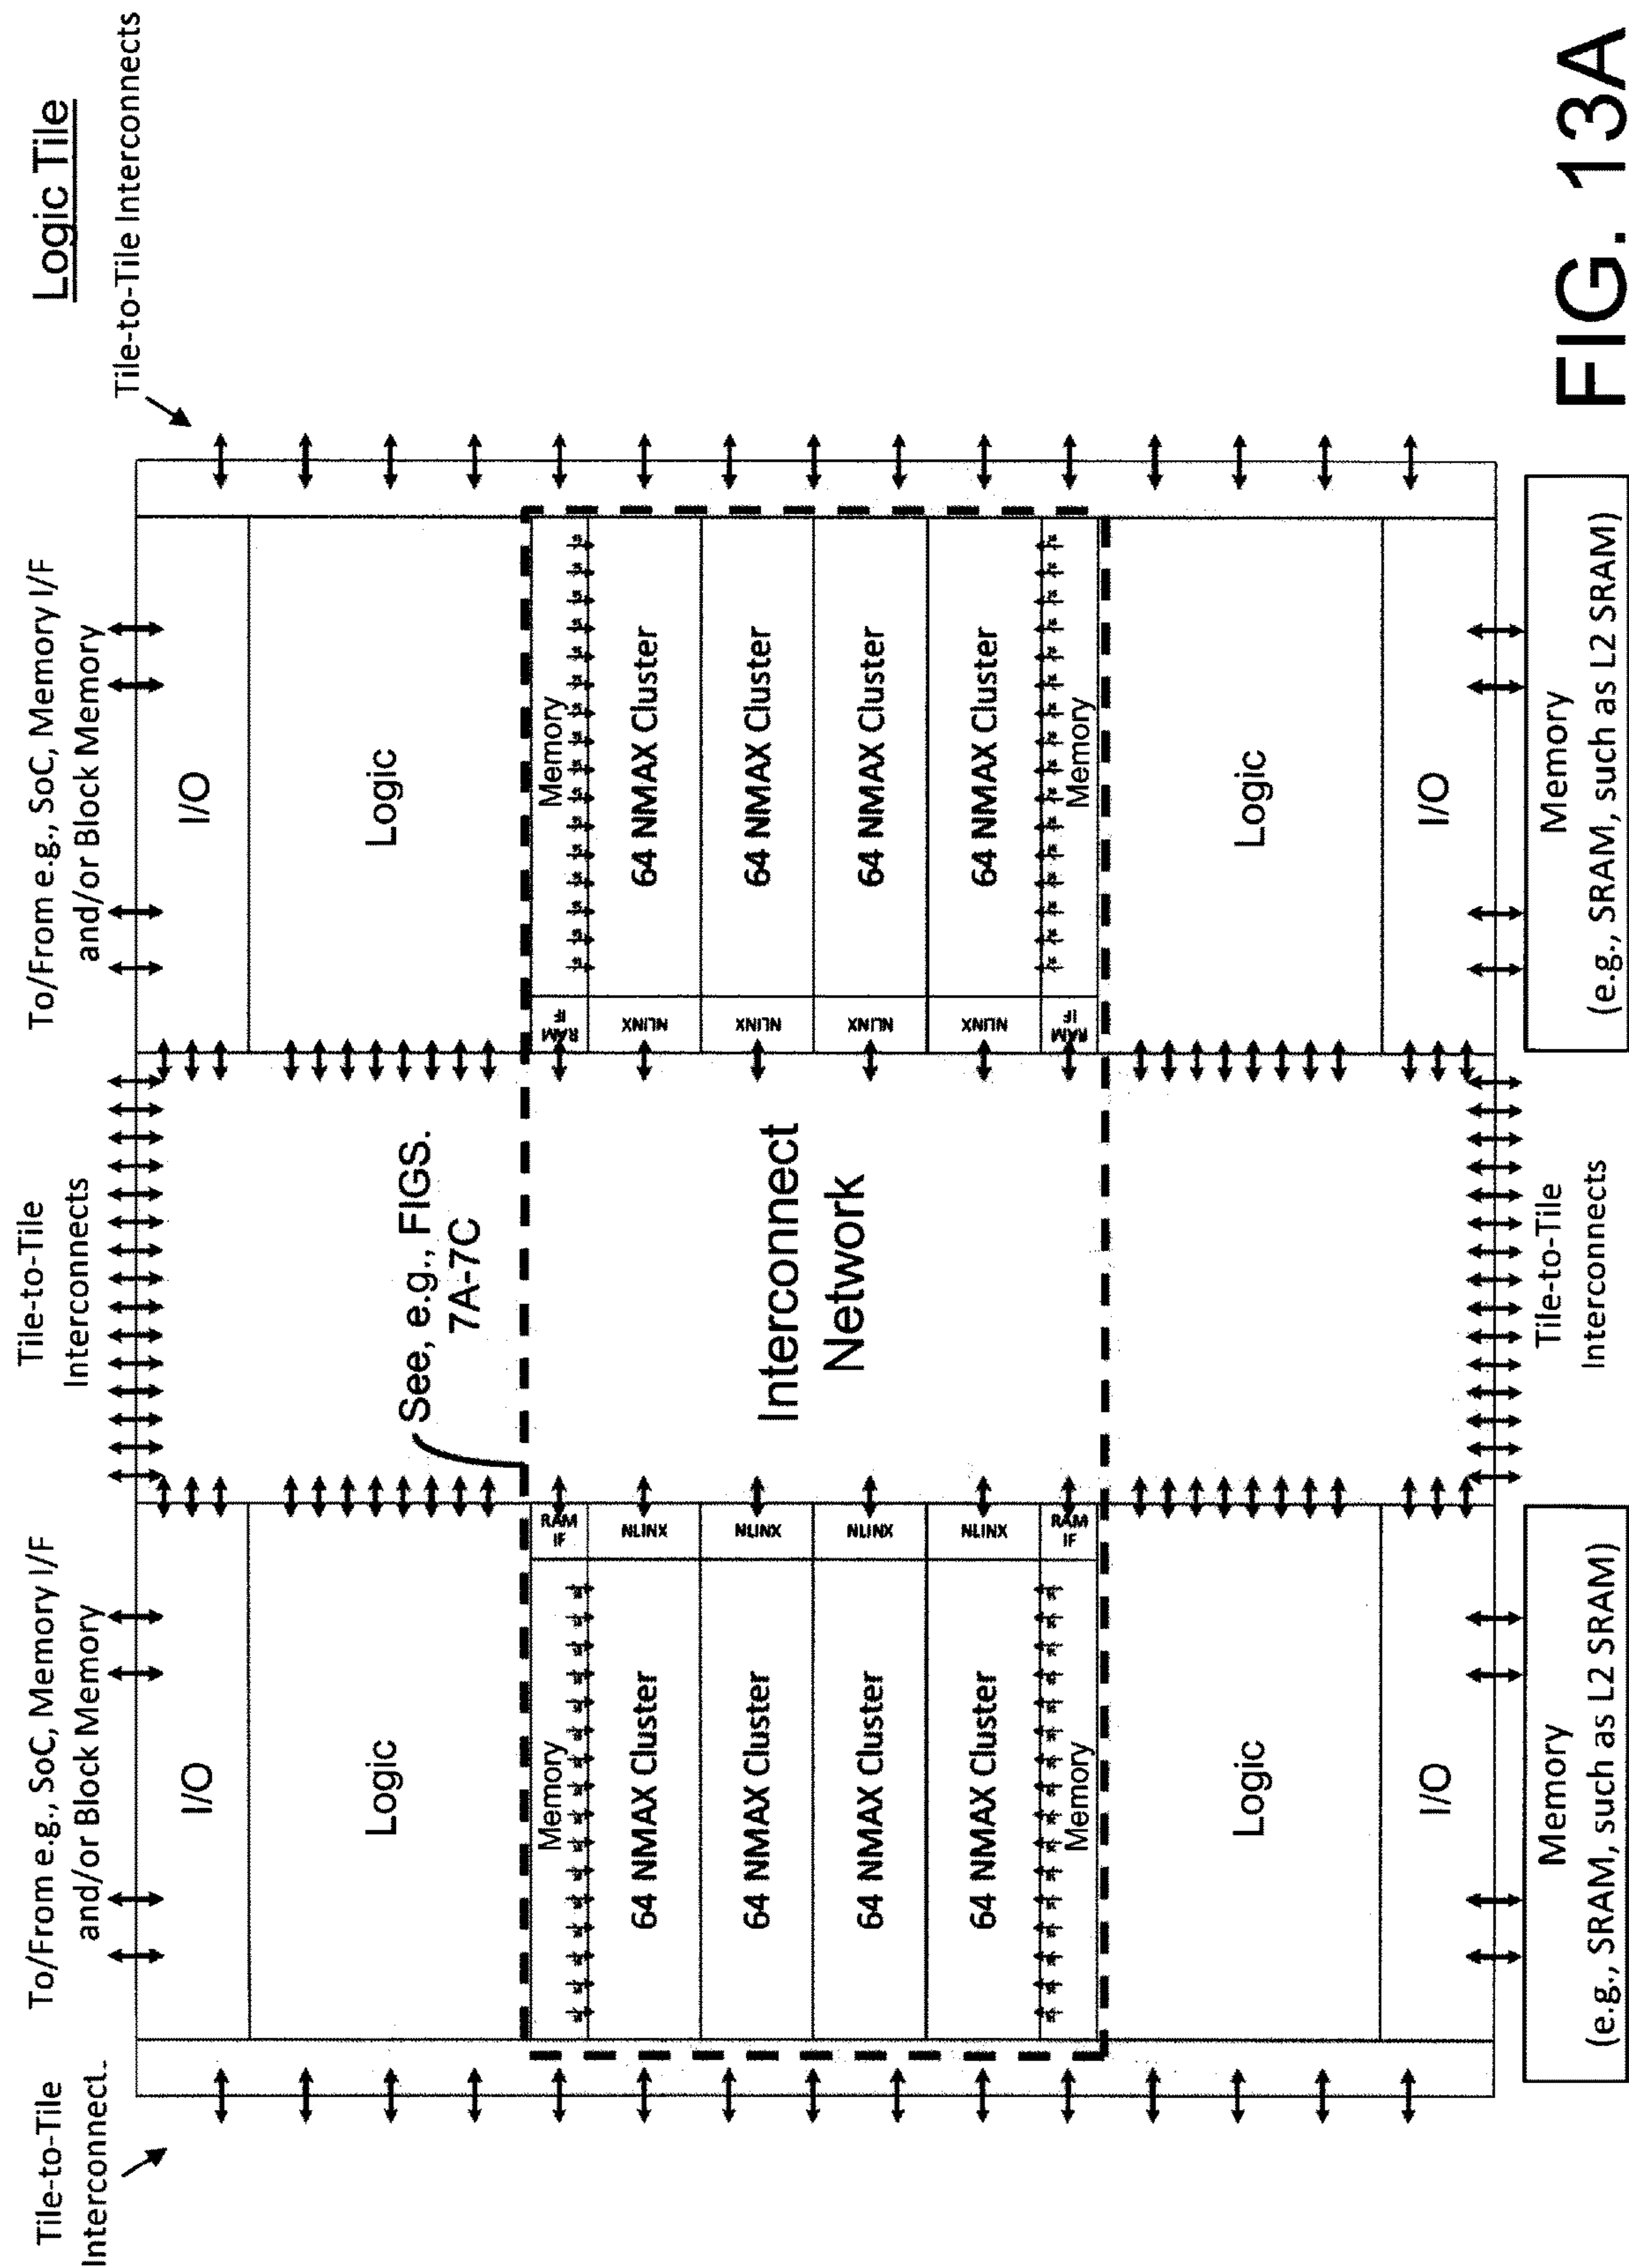 Logic Tile
Tile-to-Tile
Interconnect.
To/From e.g., SoC, Memory I/F
and/or Block Memory
Tile-to-Tile
Interconnects
To/From e.g., SoC, Memory I/F
and/or Block Memory
Tile-to-Tile Interconnects
I/O
I/O
Logic
See, e.g., FIGS.
7A-7C
Logic
Memory
RAM
IF
RAM
IF
Memory
64 NMAX Cluster
NLINX
NLINX
64 NMAX Cluster
64 NMAX Cluster
NLINX
Interconnect
Network
NLINX
64 NMAX Cluster
64 NMAX Cluster
NLINX
NLINX
64 NMAX Cluster
64 NMAX Cluster
NLINX
NLINX
64 NMAX Cluster
Memory
RAM
IF
RAM
IF
Memory
Logic
Logic
I/O
I/O
Memory
(e.g., SRAM, such as L2 SRAM)
Tile-to-Tile
Interconnects
Memory
(e.g., SRAM, such as L2 SRAM)
FIG. 13A